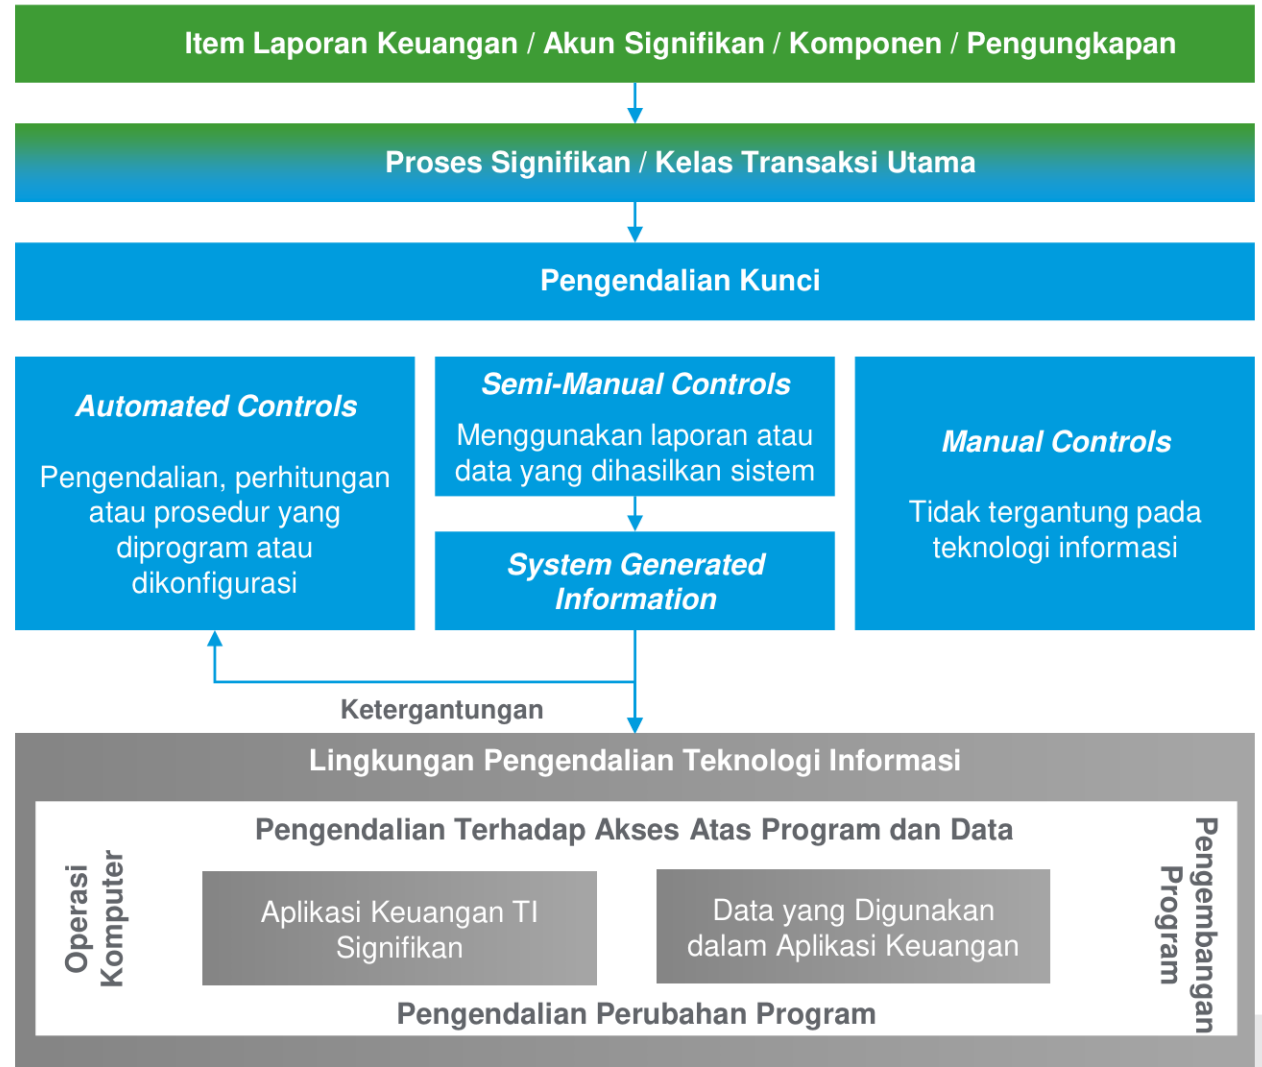 Item Laporan Keuangan / Akun Signifikan / Komponen / Pengungkapan
Proses Signifikan / Kelas Transaksi Utama
Pengendalian Kunci
Automated Controls
Pengendalian, perhitungan
atau prosedur yang
diprogram atau
dikonfigurasi
Semi-Manual Controls
Menggunakan laporan atau
data yang dihasilkan sistem
System Generated
Information
Manual Controls
Tidak tergantung pada
teknologi informasi
Ketergantungan
Lingkungan Pengendalian Teknologi Informasi
Pengendalian Terhadap Akses Atas Program dan Data
Operasi
Komputer
Aplikasi Keuangan TI
Signifikan
Data yang Digunakan
dalam Aplikasi Keuangan
Pengembangan
Program
Pengendalian Perubahan Program